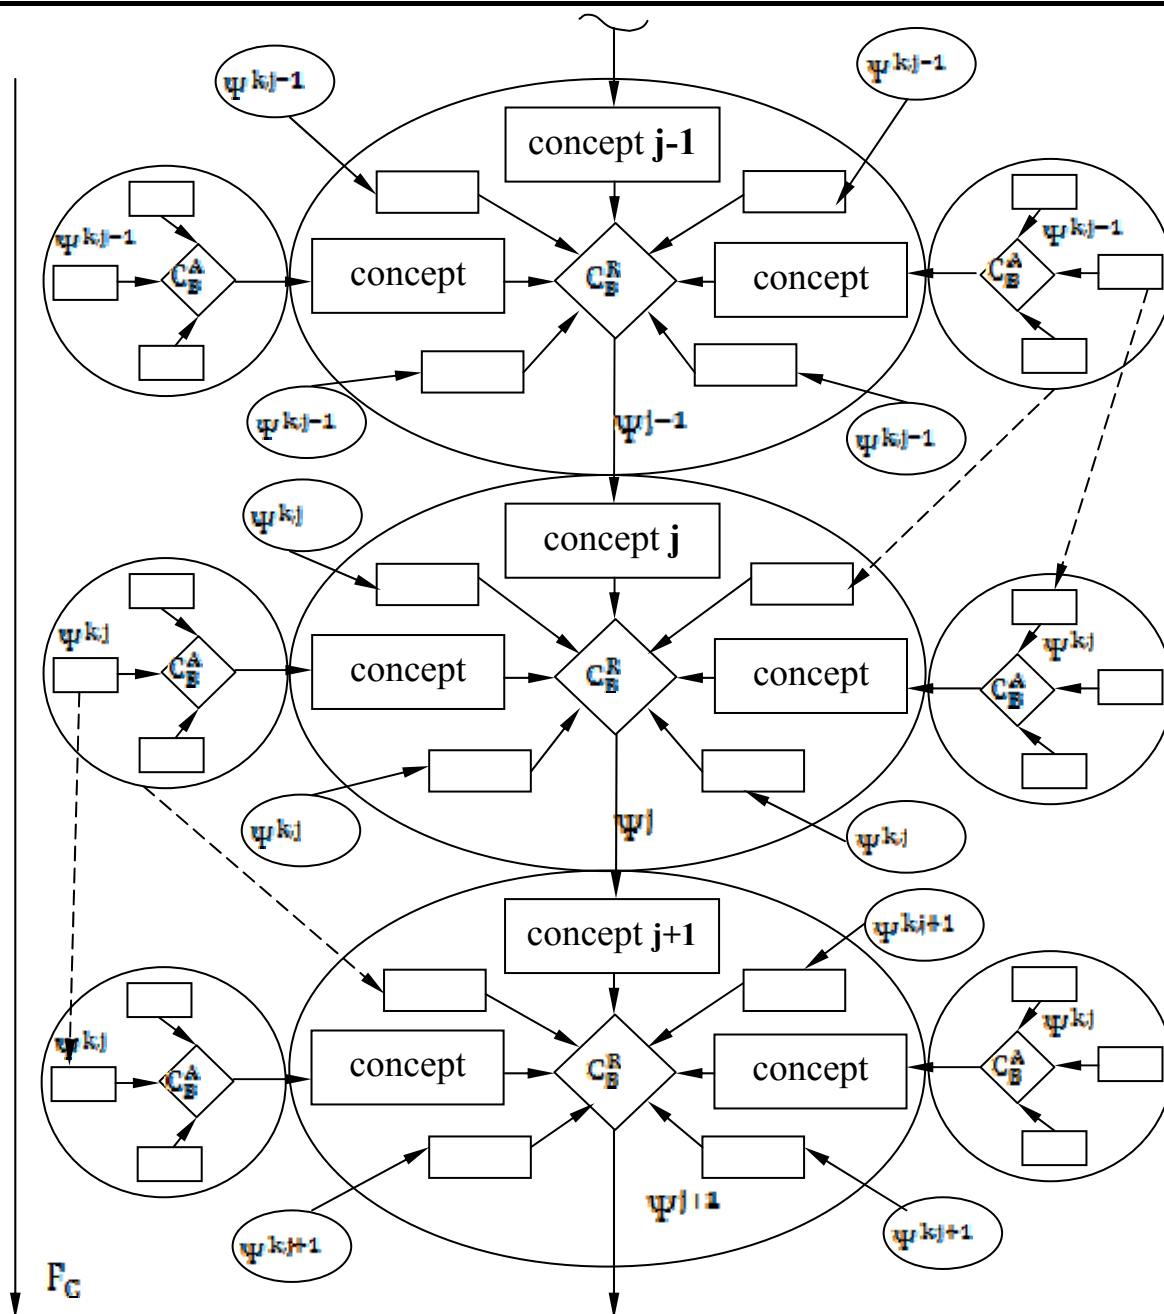 Ψ^{k,j-1}
Ψ^{k,j-1}
concept j-1
Ψ^{k,j-1}
Ψ^{k,j-1}
C_B^A
concept
C_B^R
concept
C_B^A
Ψ^{k,j-1}
Ψ^{j-1}
Ψ^{k,j-1}
Ψ^{k,j}
concept j
Ψ^{k,j}
Ψ^{k,j}
C_B^A
concept
C_B^R
concept
C_B^A
Ψ^{k,j}
Ψ^j
Ψ^{k,j}
concept j+1
Ψ^{k,j+1}
Ψ^{k,j}
Ψ^{k,j}
C_B^A
concept
C_B^R
concept
C_B^A
Ψ^{j+1}
Ψ^{k,j+1}
Ψ^{k,j+1}
F_G